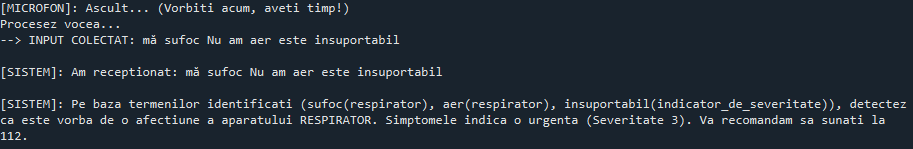 [MICROFON]: Ascult... (Vorbiti acum, aveti timp!)
Procesez vocea...
--> INPUT COLECTAT: mă sufoc Nu am aer este insuportabil
[SISTEM]: Am receptionat: mă sufoc Nu am aer este insuportabil
[SISTEM]: Pe baza termenilor identificati (sufoc(respirator), aer(respirator), insuportabil(indicator_de_severitate)), detectez
ca este vorba de o afectiune a aparatului RESPIRATOR. Simptomele indica o urgenta (Severitate 3). Va recomandam sa sunati la
112.